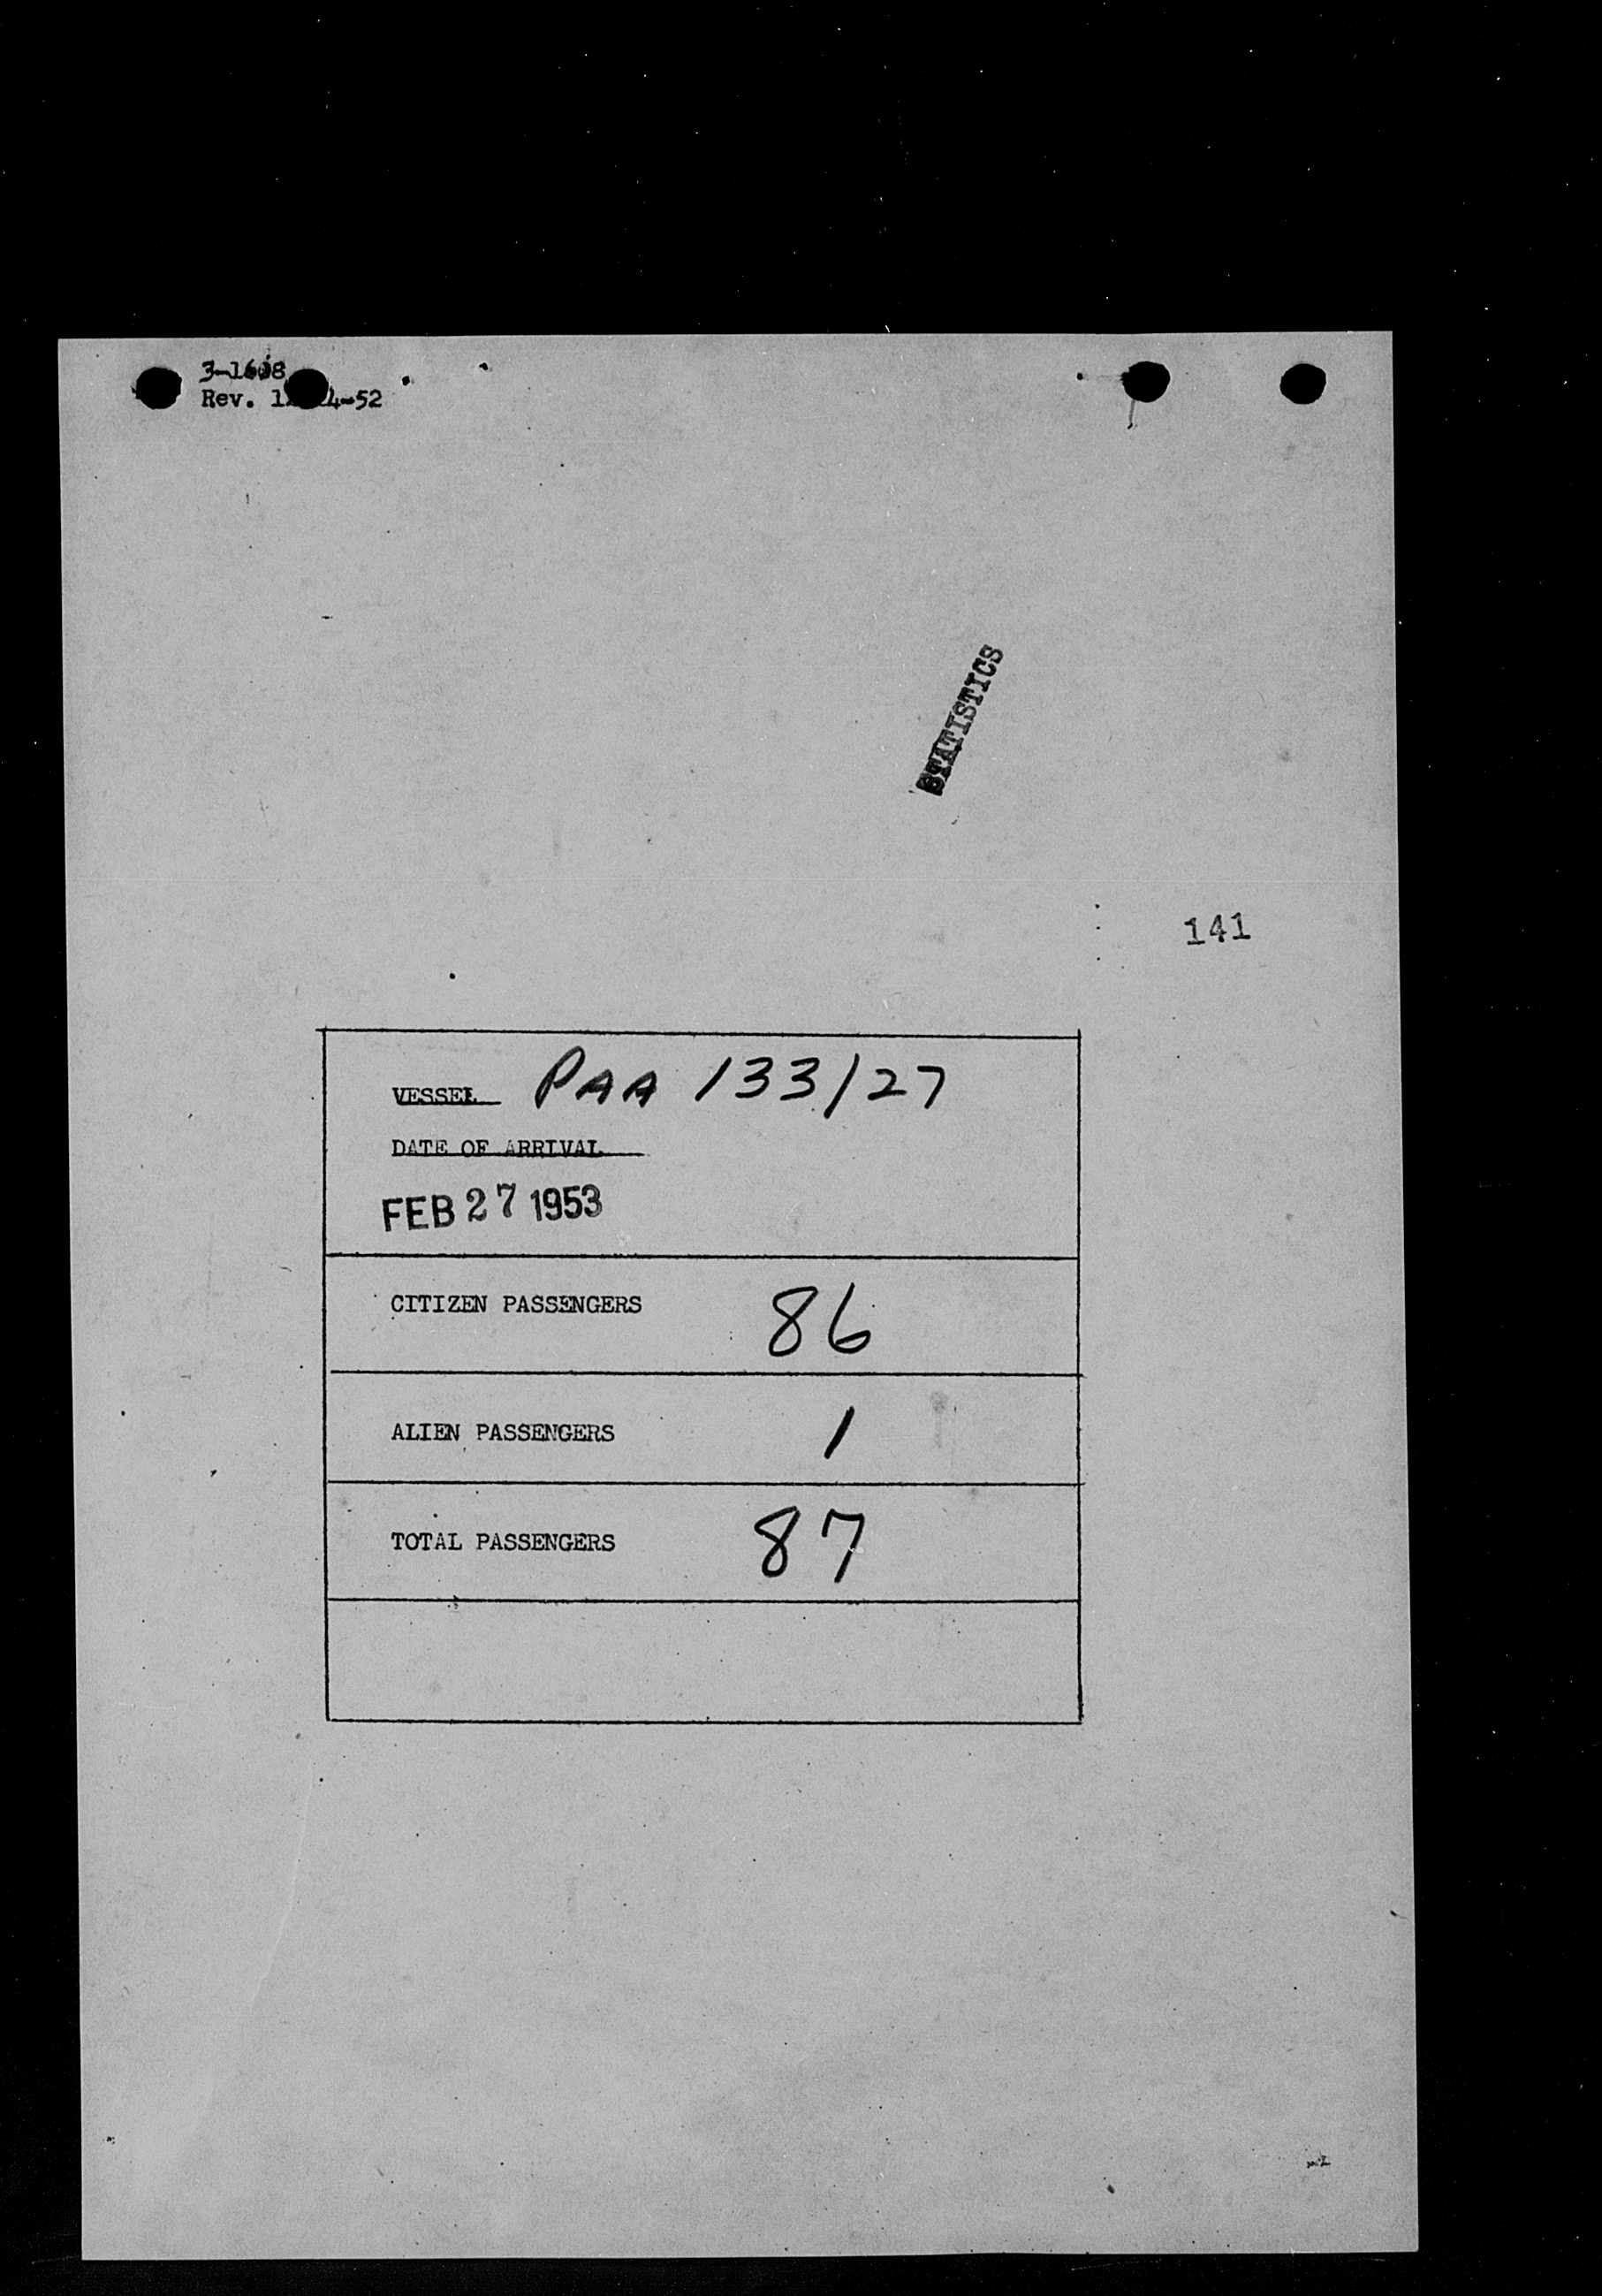 3-1608
Rev.
STATISTICS
141
VESSEL PAA 133/27
DATE OF ARRIVAL
FEB 27 1953
CITIZEN PASSENGERS 86
ALIEN PASSENGERS 1
TOTAL PASSENGERS 87